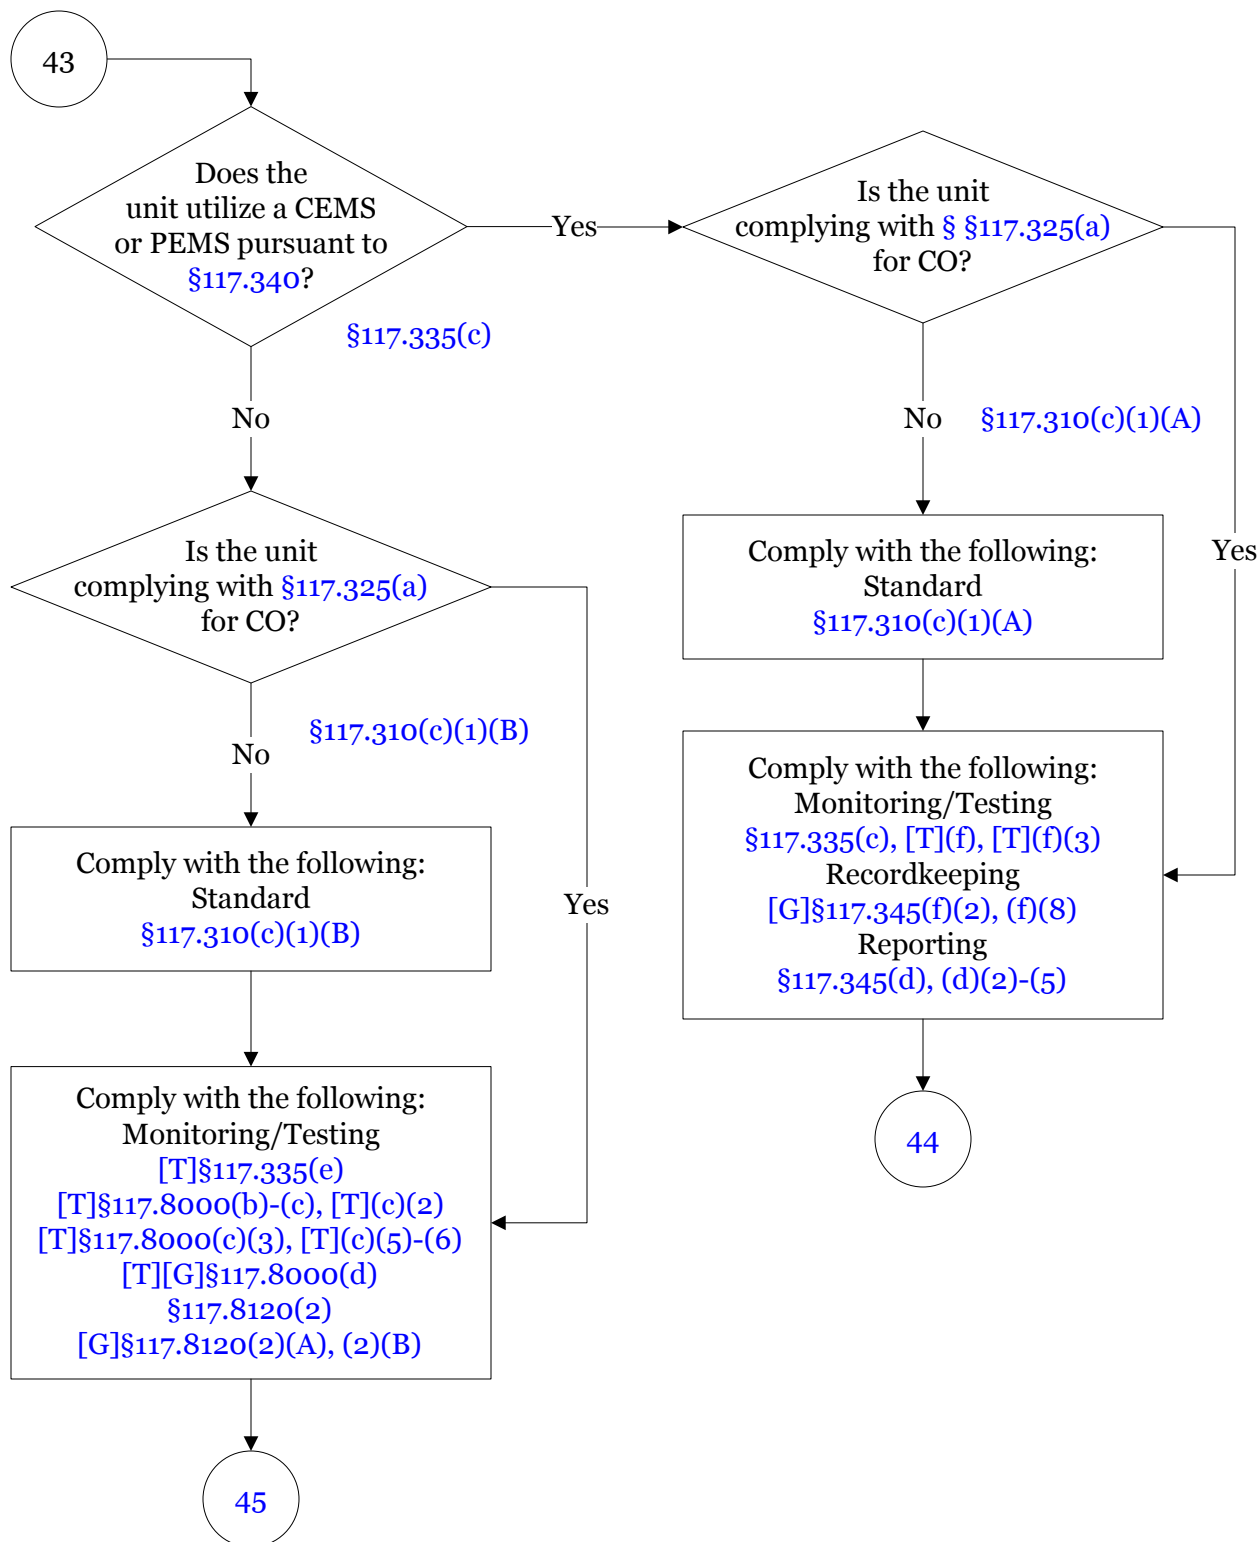 43
Does the
unit utilize a CEMS
or PEMS pursuant to
§117.340?
§117.335(c)
Yes
Is the unit
complying with § §117.325(a)
for CO?
No
§117.310(c)(1)(A)
Yes
Comply with the following:
Standard
§117.310(c)(1)(A)
Comply with the following:
Monitoring/Testing
§117.335(c), [T](f), [T](f)(3)
Recordkeeping
[G]§117.345(f)(2), (f)(8)
Reporting
§117.345(d), (d)(2)-(5)
44
No
Is the unit
complying with §117.325(a)
for CO?
No
§117.310(c)(1)(B)
Yes
Comply with the following:
Standard
§117.310(c)(1)(B)
Comply with the following:
Monitoring/Testing
[T]§117.335(e)
[T]§117.8000(b)-(c), [T](c)(2)
[T]§117.8000(c)(3), [T](c)(5)-(6)
[T][G]§117.8000(d)
§117.8120(2)
[G]§117.8120(2)(A), (2)(B)
45